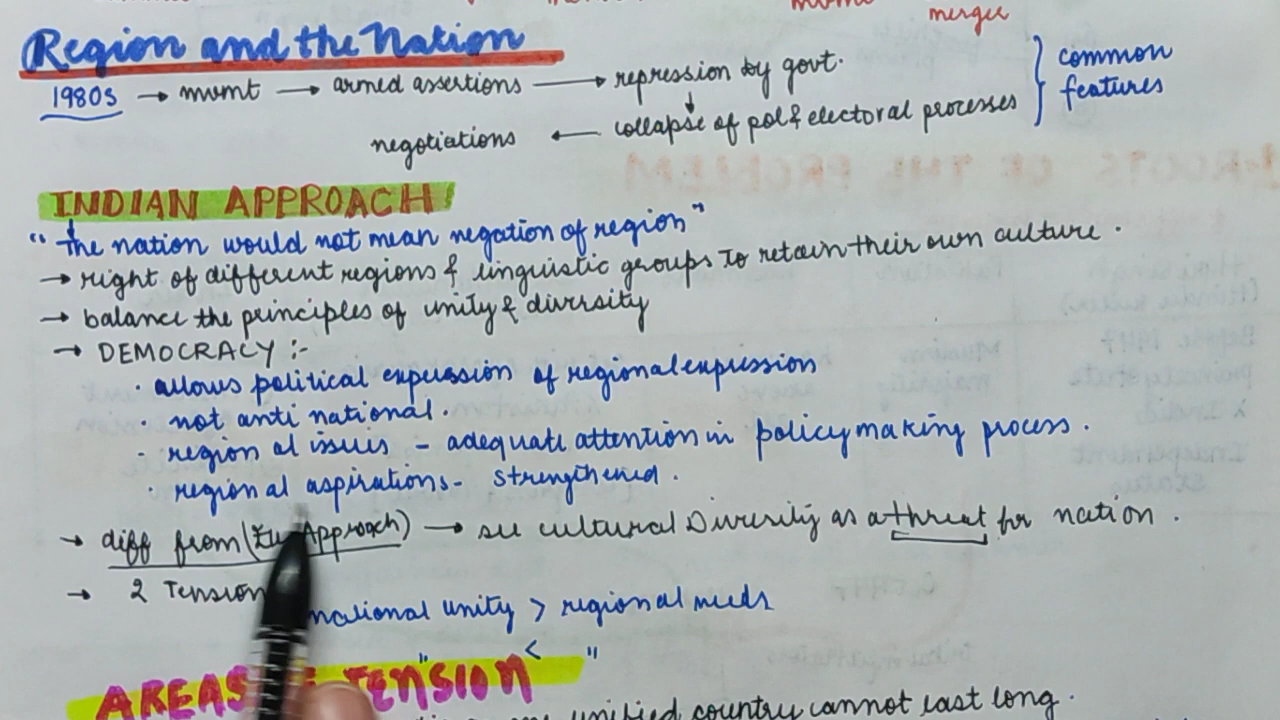 merge
Region and the Nation
1980s → mvmt → armed assertions → repression by govt.
↓
negotiations ← collapse of pol & electoral processes
} common features
INDIAN APPROACH
"the nation would not mean negation of region"
→ right of different regions & linguistic groups to retain their own culture.
→ balance the principles of unity & diversity
→ DEMOCRACY :-
· allows political expression of regional expression
· not anti national.
· regional issues - adequate attention in policymaking process.
· regional aspirations - strengthened.
→ diff from (Eu Approach) → see cultural Diversity as a threat for nation.
→ 2 Tension
national unity > regional needs
" < "
AREAS TENSION
unified country cannot last long.